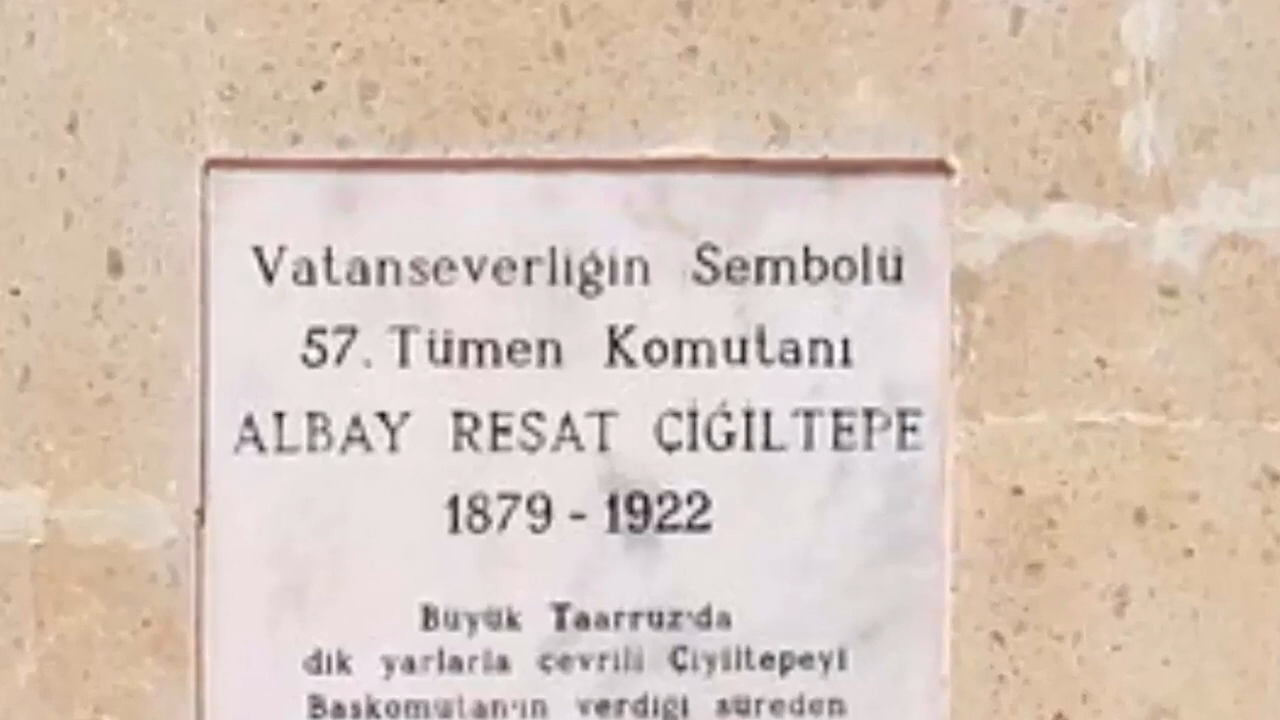 Vatanseverliğin Sembolü
57. Tümen Komutanı
ALBAY REŞAT ÇİĞİLTEPE
1879 - 1922
Büyük Taarruz'da
dik yarlarla çevrili Çiyiltepeyi
Başkomutan'ın verdiği süreden